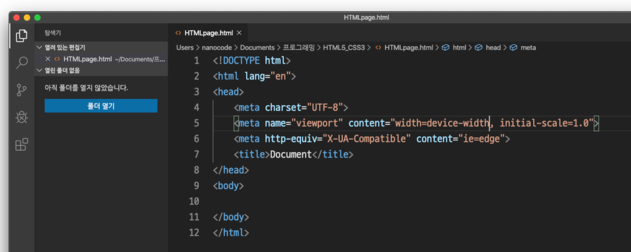 HTMLpage.html
탐색기
열려 있는 편집기
HTMLpage.html ~/Documents/프...
열린 폴더 없음
아직 폴더를 열지 않았습니다.
폴더 열기
HTMLpage.html
Users > nanocode > Documents > 프로그래밍 > HTML5_CSS3 > HTMLpage.html > html > head > meta
1 <!DOCTYPE html>
2 <html lang="en">
3 <head>
4 <meta charset="UTF-8">
5 <meta name="viewport" content="width=device-width, initial-scale=1.0">
6 <meta http-equiv="X-UA-Compatible" content="ie=edge">
7 <title>Document</title>
8 </head>
9 <body>
10
11 </body>
12 </html>